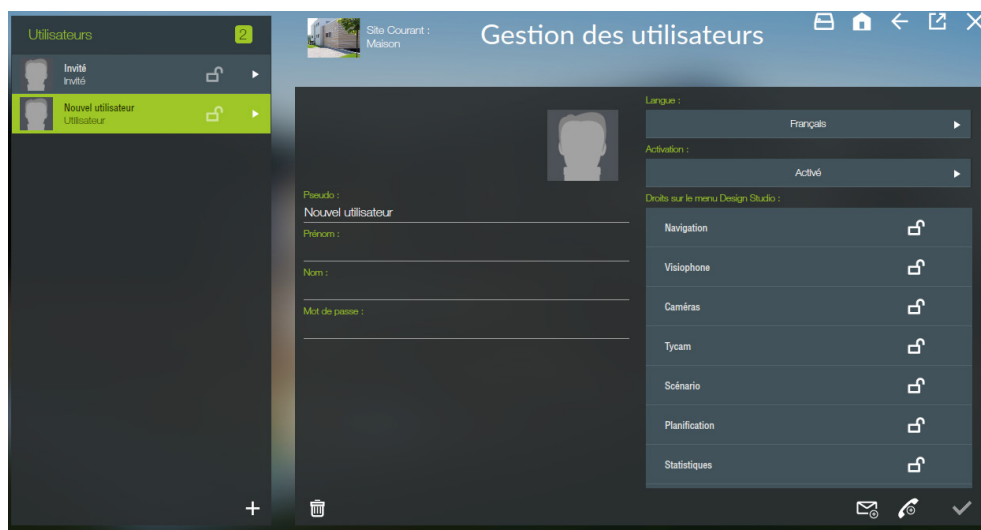 Utilisateurs
2
Invité
Invité
Nouvel utilisateur
Utilisateur
Site Courant :
Maison
Gestion des utilisateurs
Pseudo :
Nouvel utilisateur
Prénom :
Nom :
Mot de passe :
Langue :
Français
Activation :
Activé
Droits sur le menu Design Studio :
Navigation
Visiophone
Caméras
Tycam
Scénario
Planification
Statistiques